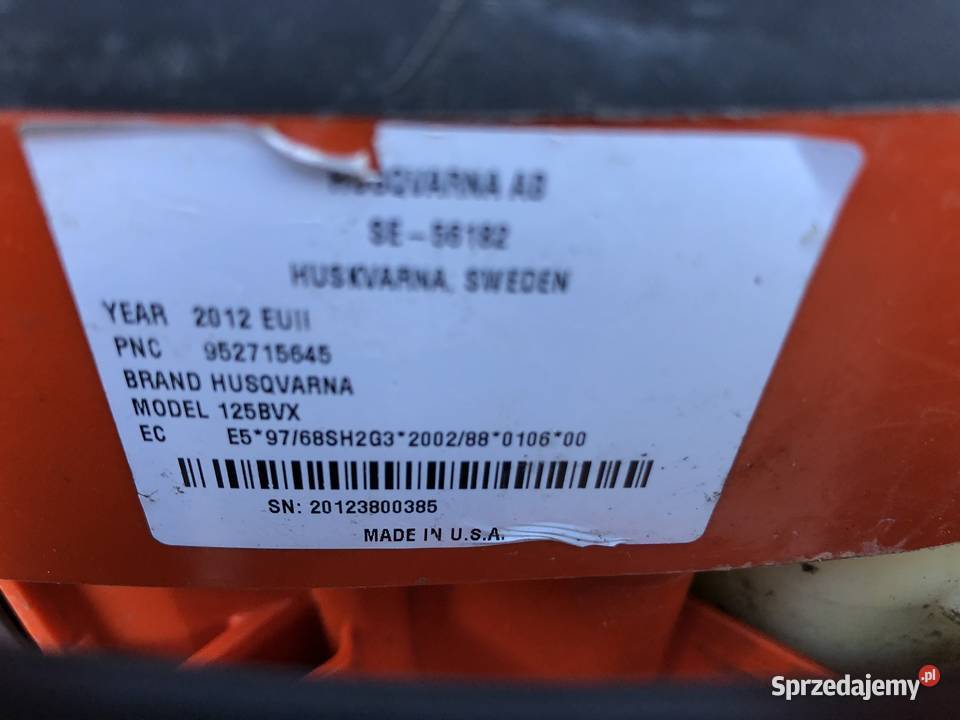 HUSQVARNA AB
SE-56182
HUSKVARNA, SWEDEN
YEAR 2012 EUII
PNC 952715645
BRAND HUSQVARNA
MODEL 125BVX
EC E5*97/68SH2G3*2002/88*0106*00
SN: 20123800385
MADE IN U.S.A.
Sprzedajemy.pl